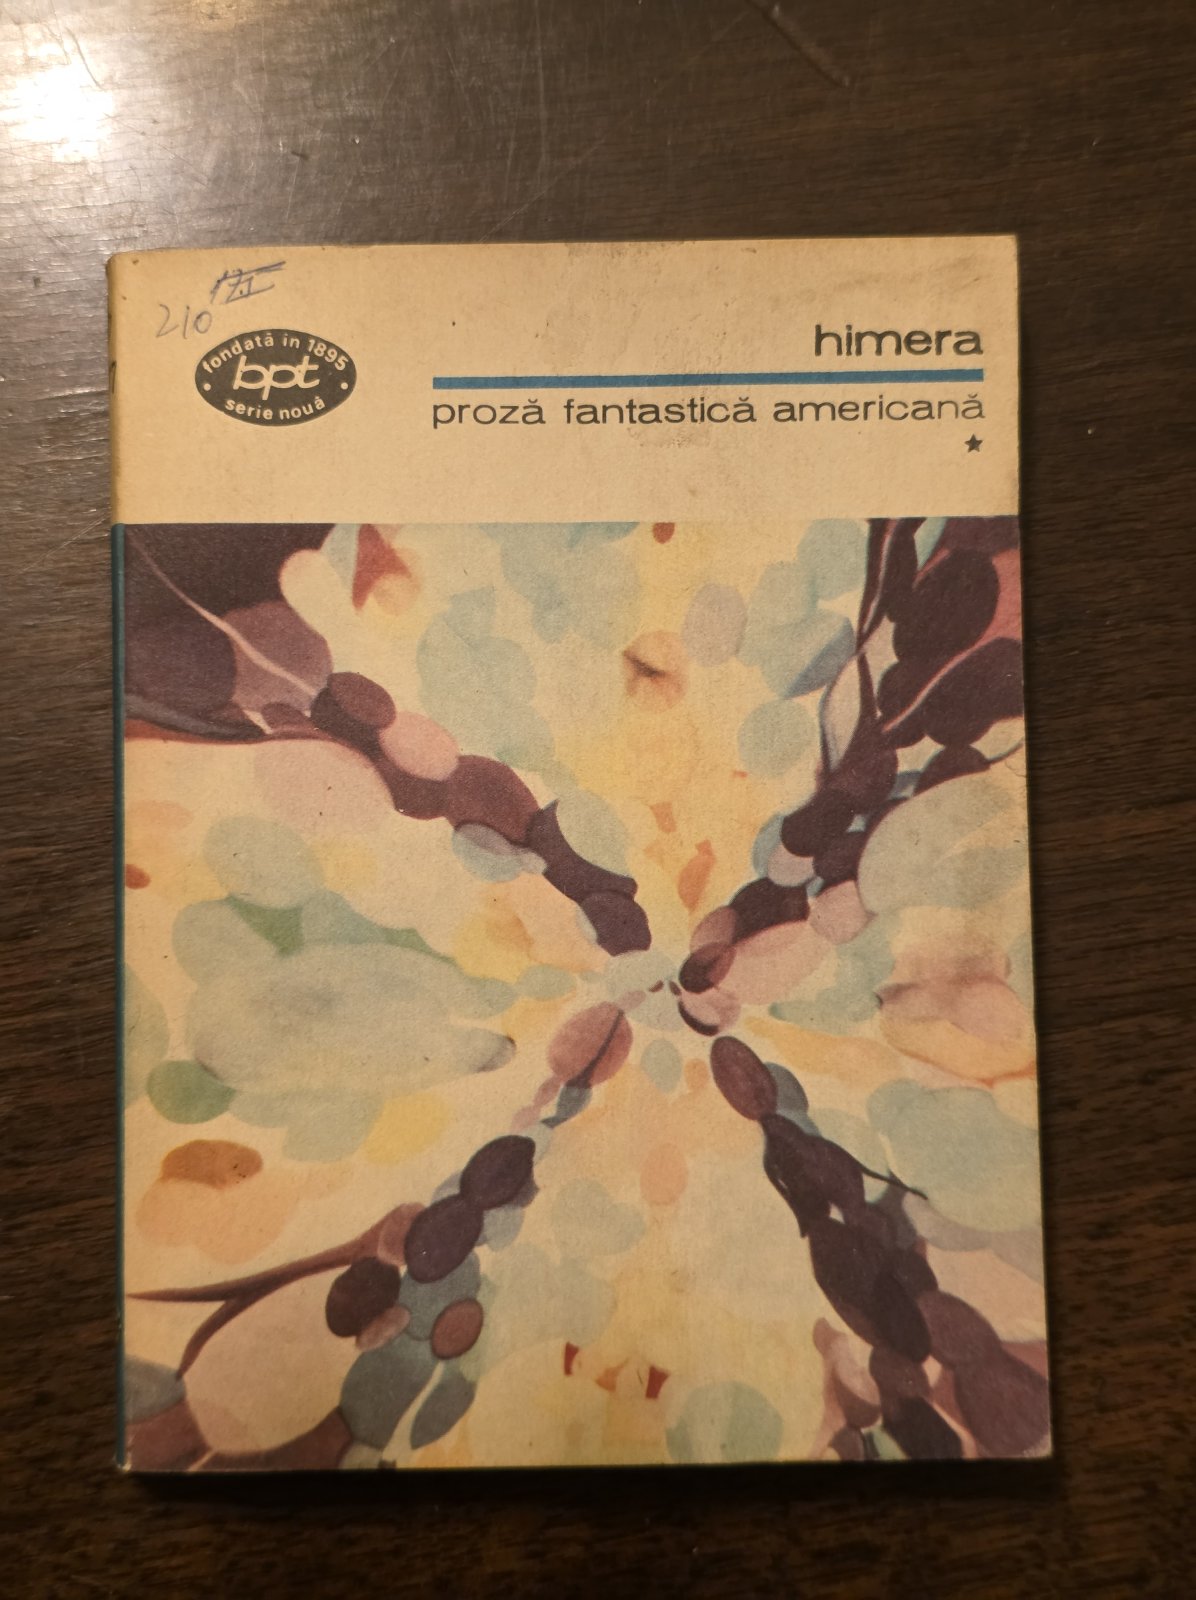 210
fondată în 1895
bpt
serie nouă
himera
proză fantastică americană